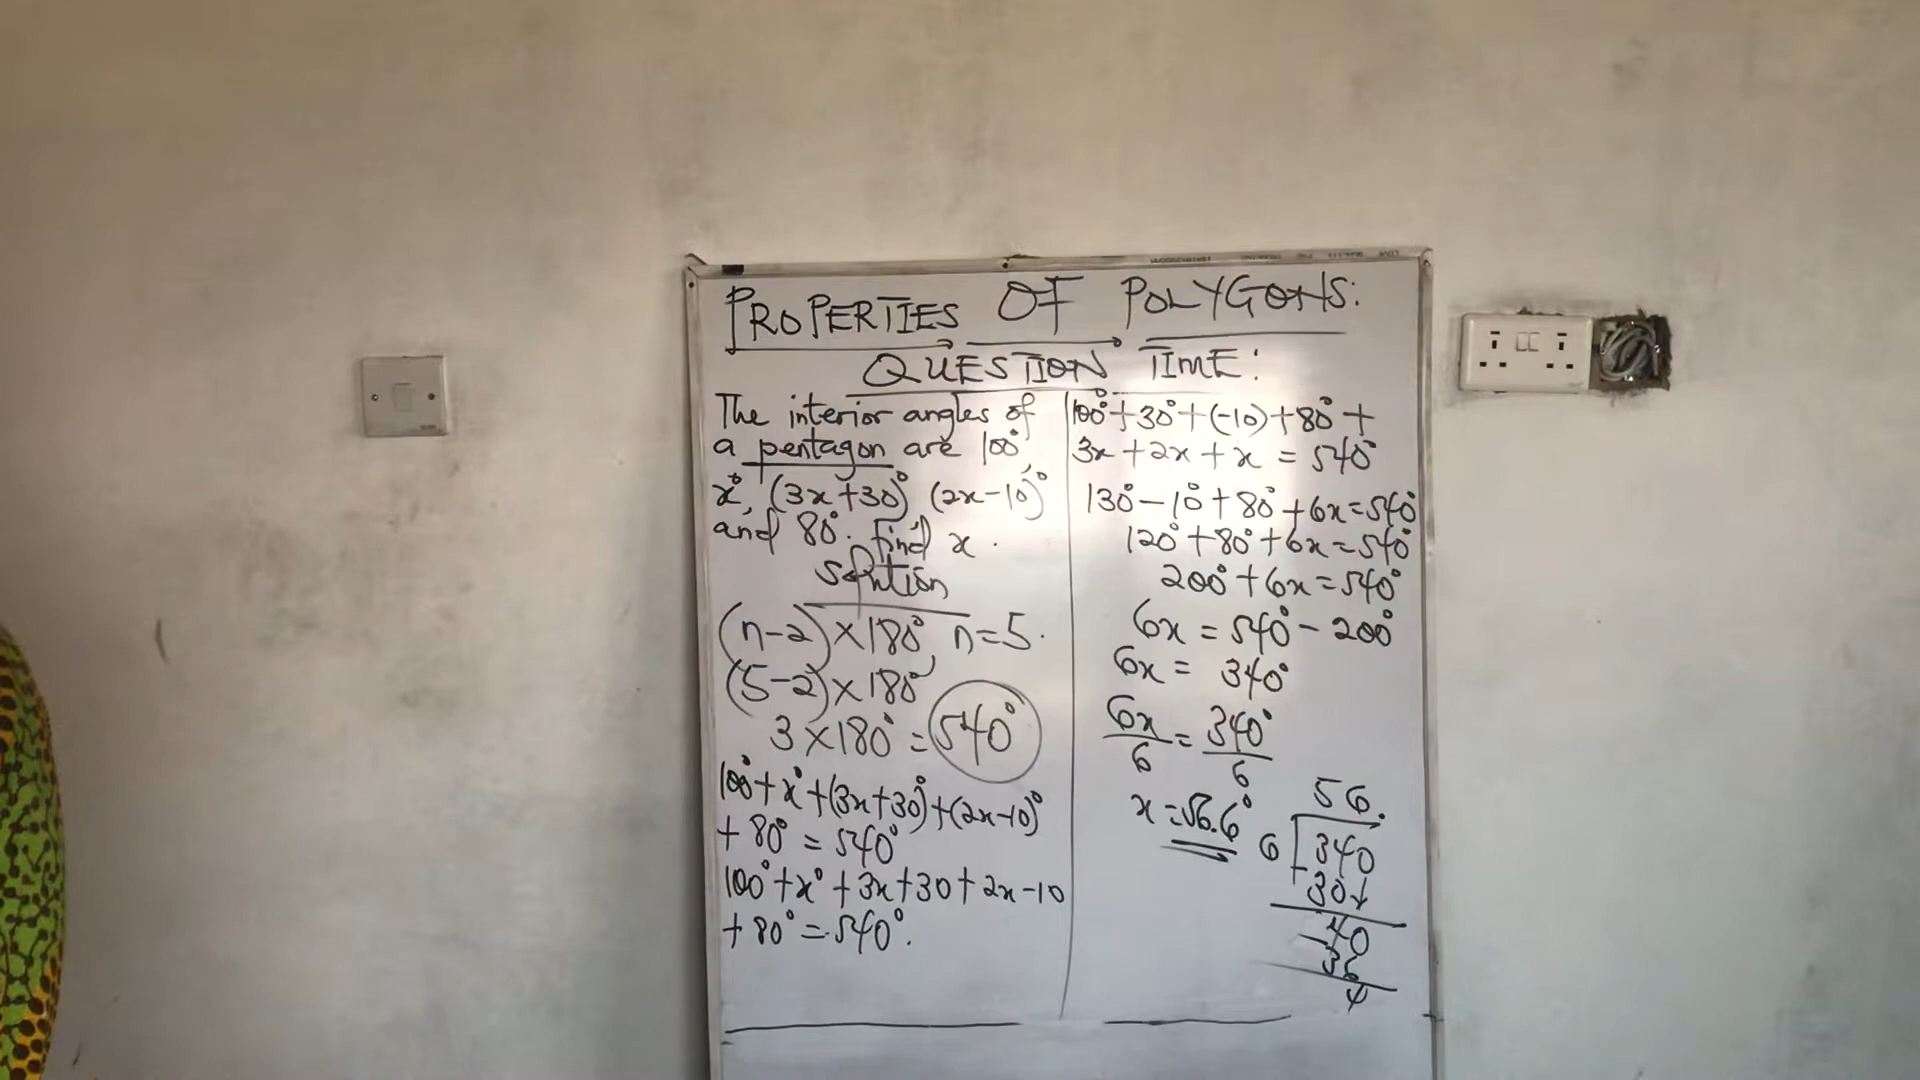 PROPERTIES OF POLYGONS:
QUESTION TIME:
The interior angles of
a pentagon are 100°,
x°, (3x+30)° (2x-10)°
and 80°. find x.
Solution
(n-2)×180°, n=5.
(5-2)×180°
3×180° = 540°
100°+x°+(3x+30)°+(2x-10)°
+80° = 540°
100°+x°+3x+30+2x-10
+80° = 540°.
100°+30°+(-10)+80°+
3x+2x+x = 540°
130°-10°+80°+6x=540°
120°+80°+6x=540°
200°+6x=540°
6x = 540°-200°
6x = 340°
6x/6 = 340°/6
x=56.6°
56.
6 340
30↓
40
36
4